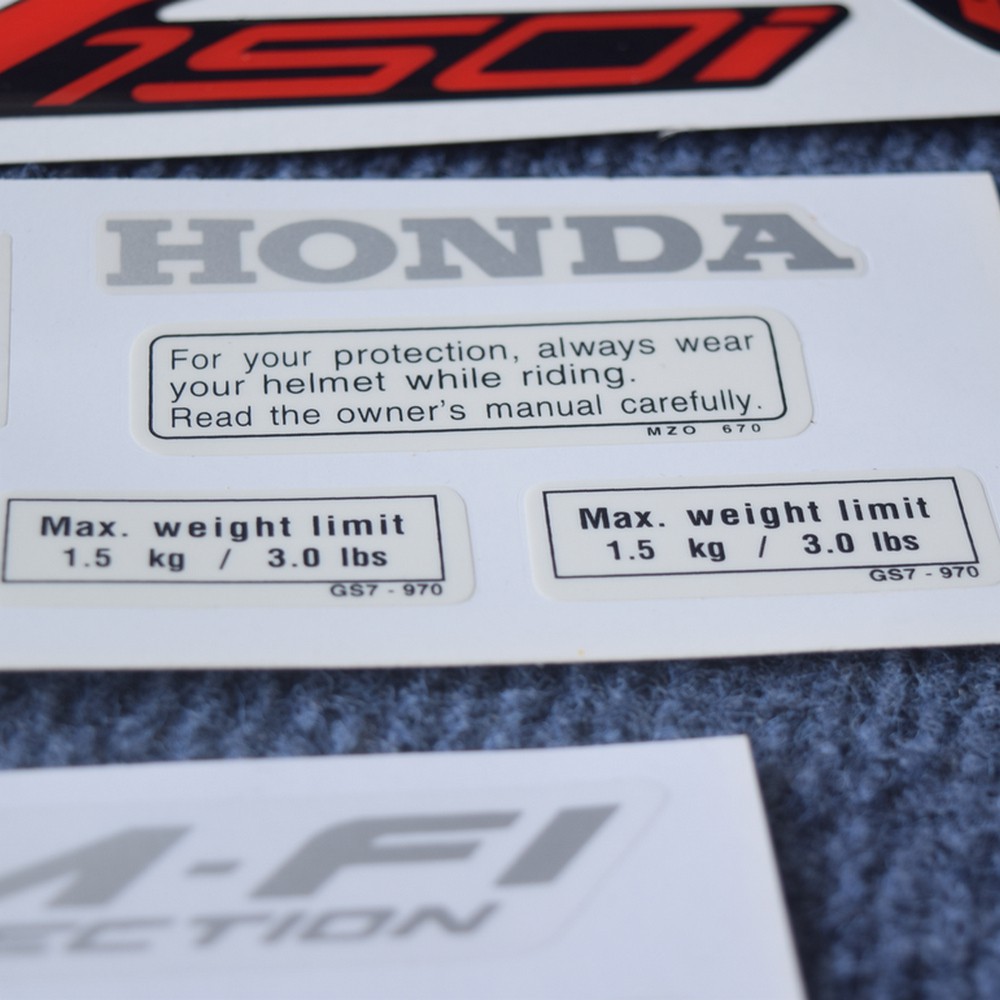 150i
HONDA
For your protection, always wear
your helmet while riding.
Read the owner's manual carefully.
MZO 670
Max. weight limit
1.5 kg / 3.0 lbs
GS7 - 970
Max. weight limit
1.5 kg / 3.0 lbs
GS7 - 970
M-FI
ECTION